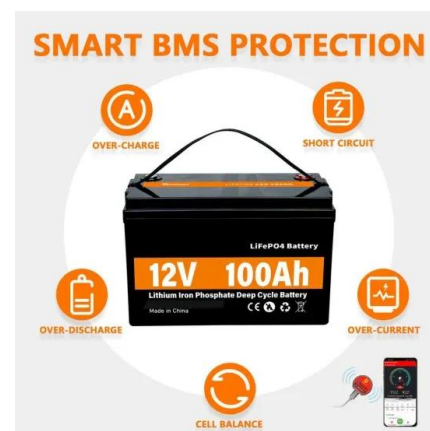 SMART BMS PROTECTION
A
OVER-CHARGE
SHORT CIRCUIT
LiFePO4 Battery
12V 100Ah
Lithium Iron Phosphate Deep Cycle Battery
Made in China
CE
OVER-DISCHARGE
OVER-CURRENT
CELL BALANCE